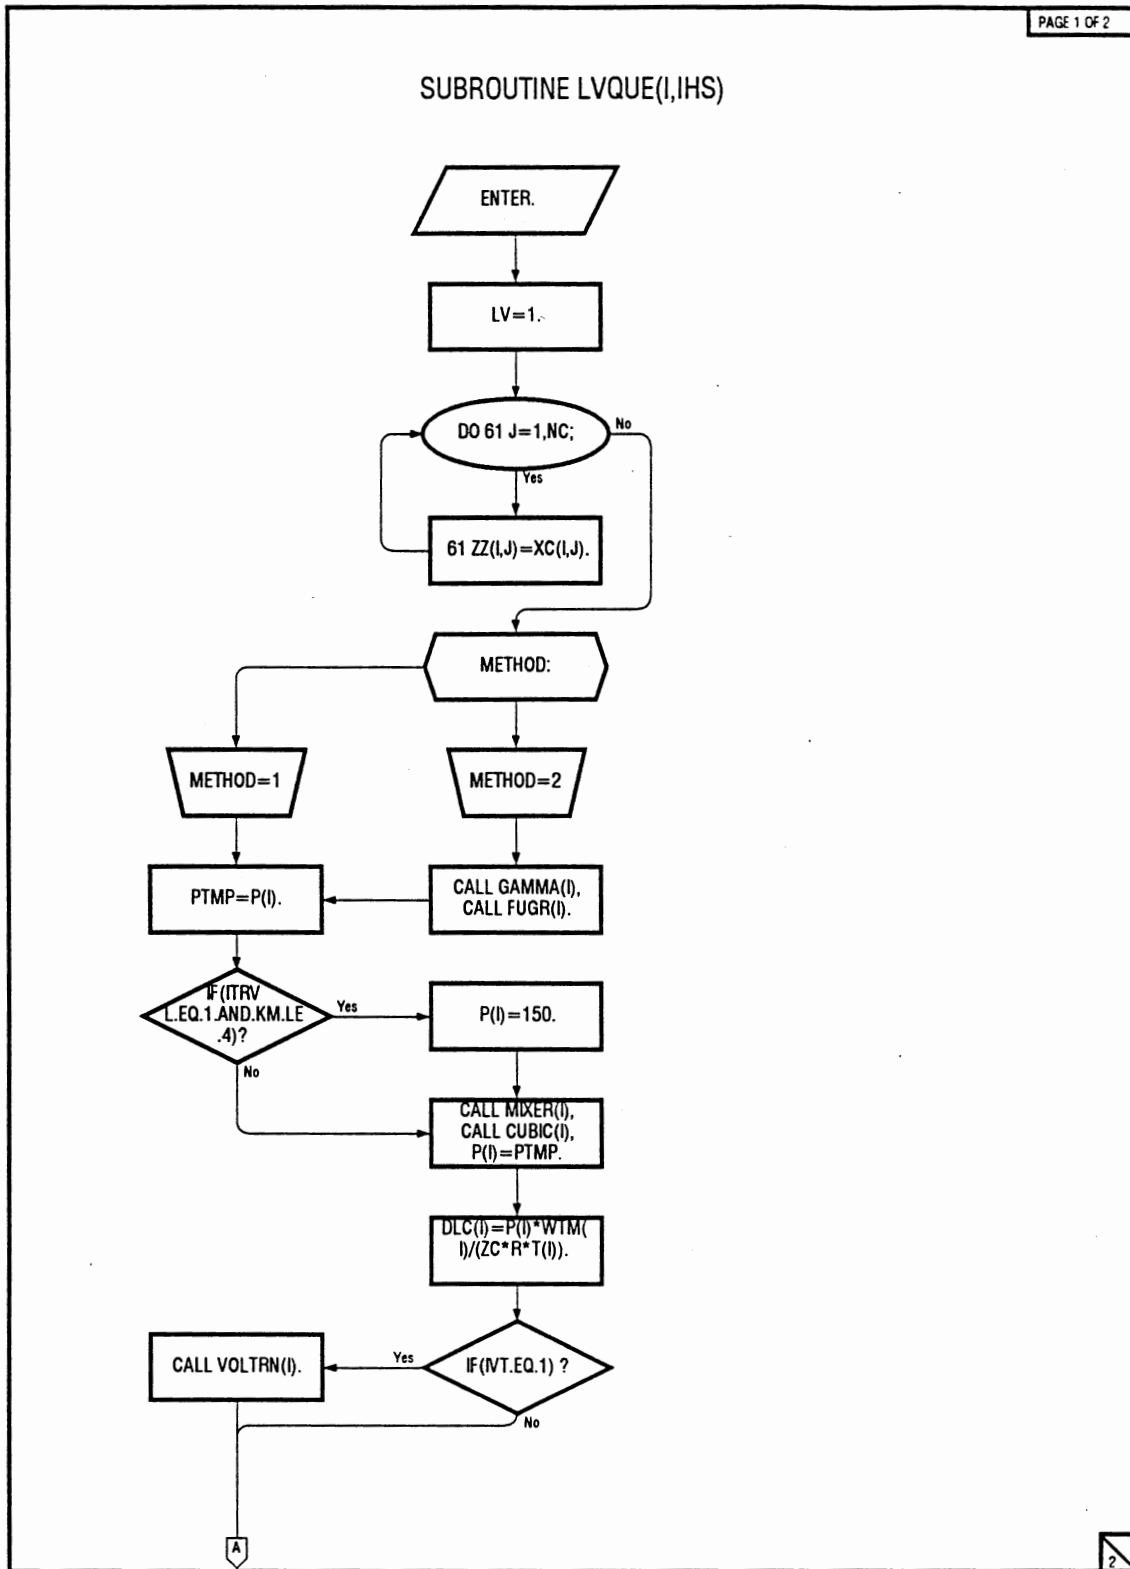 PAGE 1 OF 2
SUBROUTINE LVQUE(I,IHS)
ENTER.
LV=1.
DO 61 J=1,NC;
No
Yes
61 ZZ(I,J)=XC(I,J).
METHOD:
METHOD=1
METHOD=2
PTMP=P(I).
CALL GAMMA(I),
CALL FUGR(I).
IF(ITRV
L.EQ.1.AND.KM.LE
.4)?
Yes
No
P(I)=150.
CALL MIXER(I),
CALL CUBIC(I),
P(I)=PTMP.
DLC(I)=P(I)*WTM(
I)/(ZC*R*T(I)).
CALL VOLTRN(I).
Yes
IF(IVT.EQ.1) ?
No
A
2